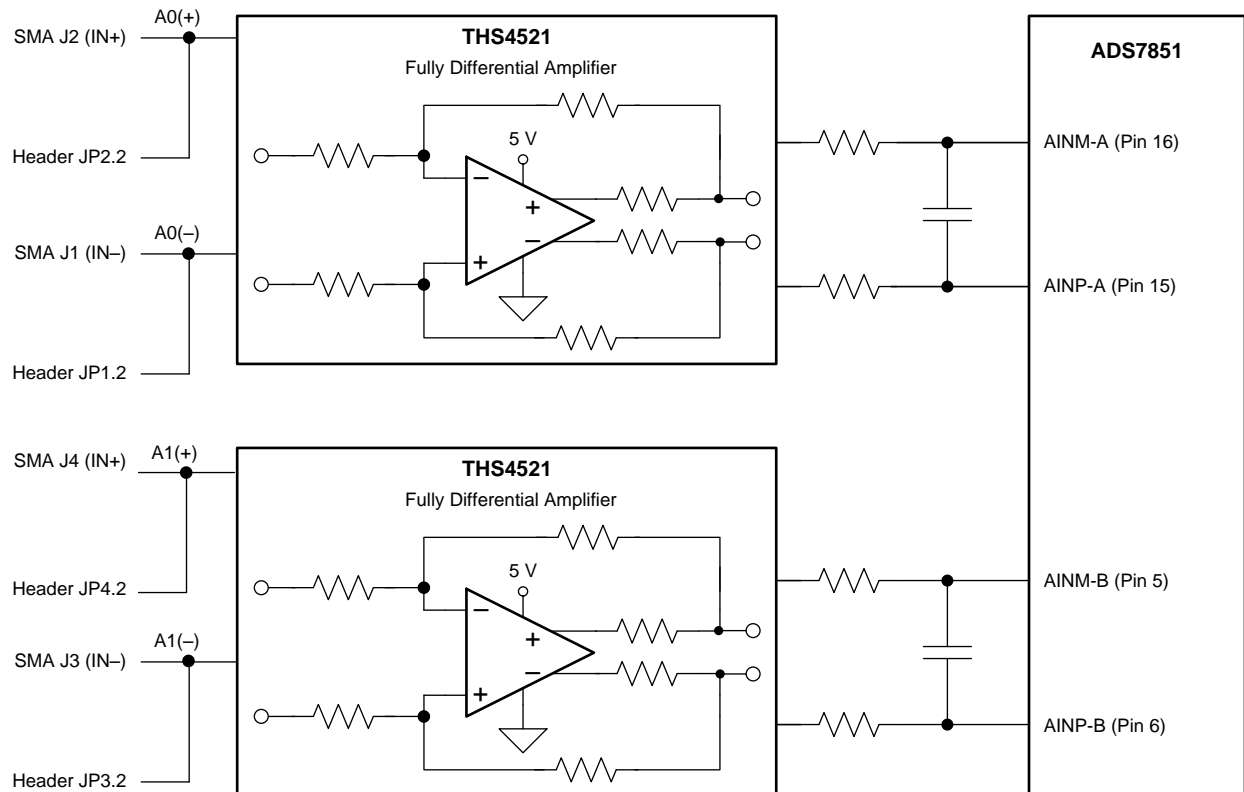 A0(+)
SMA J2 (IN+)
THS4521
Fully Differential Amplifier
ADS7851
5 V
Header JP2.2
AINM-A (Pin 16)
−
+
A0(–)
SMA J1 (IN–)
−
+
AINP-A (Pin 15)
Header JP1.2
A1(+)
SMA J4 (IN+)
THS4521
Fully Differential Amplifier
5 V
Header JP4.2
AINM-B (Pin 5)
−
+
A1(–)
SMA J3 (IN–)
−
+
AINP-B (Pin 6)
Header JP3.2